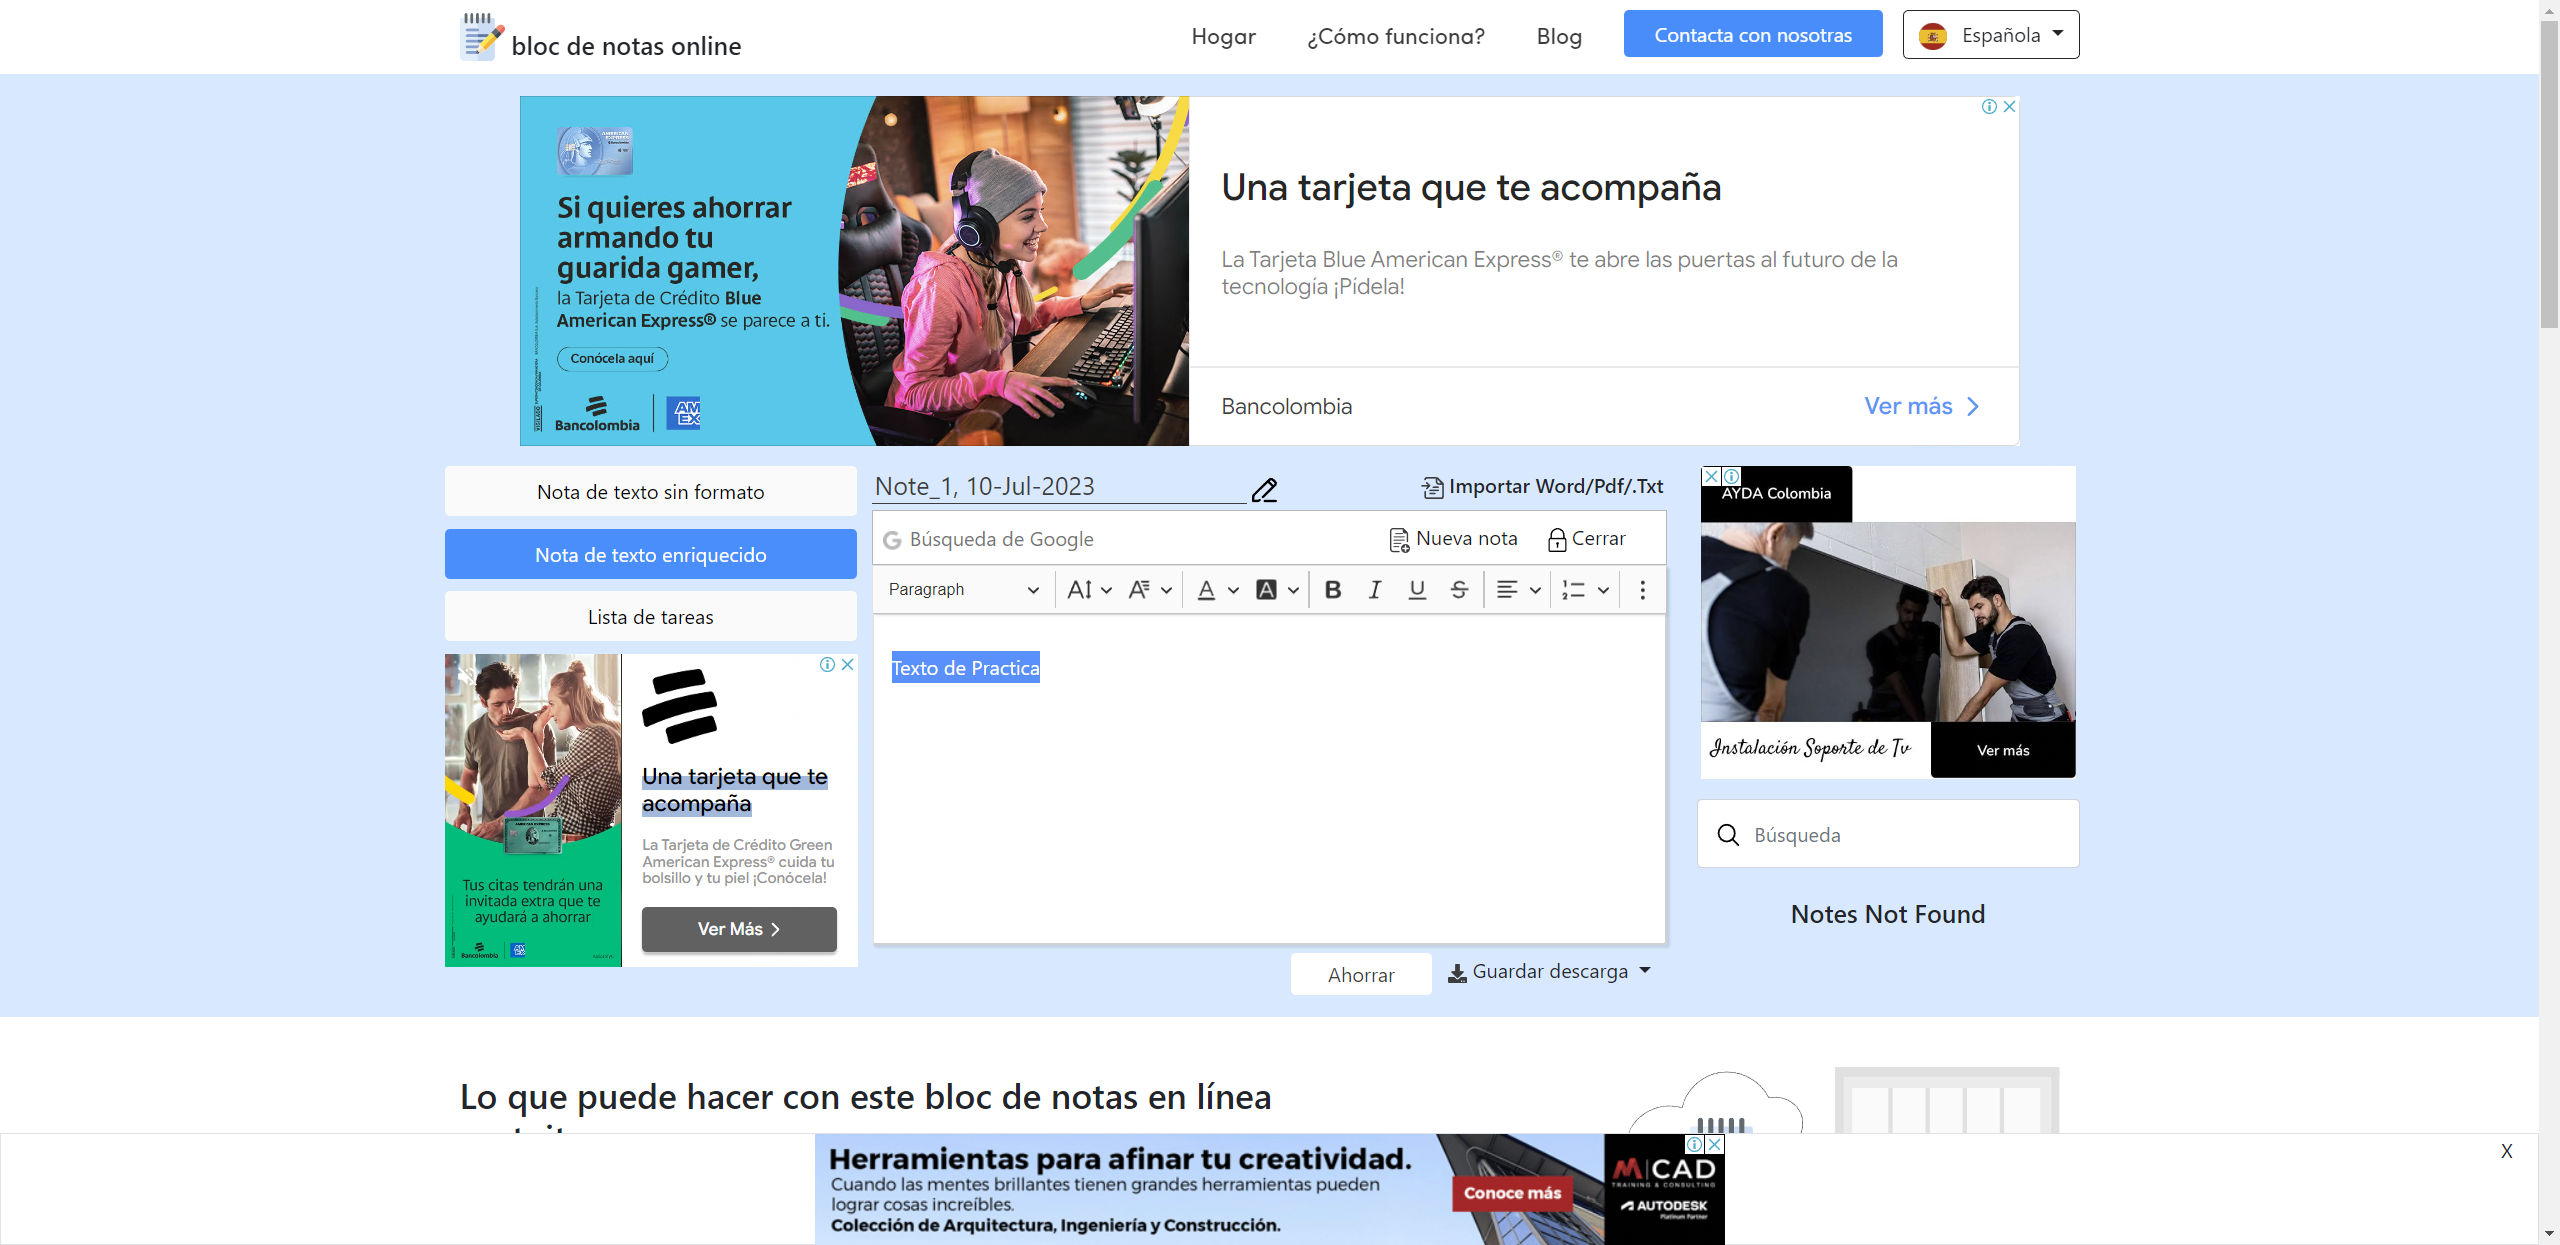 bloc de notas online
Hogar
¿Cómo funciona?
Blog
Contacta con nosotras
Española
Si quieres ahorrar
armando tu
guarida gamer,
la Tarjeta de Crédito Blue
American Express® se parece a ti.
Conócela aquí
Bancolombia
AM
EX
Una tarjeta que te acompaña
La Tarjeta Blue American Express® te abre las puertas al futuro de la
tecnología ¡Pídela!
Bancolombia
Ver más
Nota de texto sin formato
Nota de texto enriquecido
Lista de tareas
Una tarjeta que te
acompaña
La Tarjeta de Crédito Green
American Express® cuida tu
bolsillo y tu piel ¡Conócela!
Ver Más
Tus citas tendrán una
invitada extra que te
ayudará a ahorrar
Bancolombia
Note_1, 10-Jul-2023
Importar Word/Pdf/.Txt
Búsqueda de Google
Nueva nota
Cerrar
Paragraph
Texto de Practica
Ahorrar
Guardar descarga
AYDA Colombia
Instalación Soporte de Tv
Ver más
Búsqueda
Notes Not Found
Lo que puede hacer con este bloc de notas en línea
Herramientas para afinar tu creatividad.
Cuando las mentes brillantes tienen grandes herramientas pueden
lograr cosas increíbles.
Colección de Arquitectura, Ingeniería y Construcción.
Conoce más
M|CAD
TRAINING & CONSULTING
AUTODESK
Platinum Partner
X